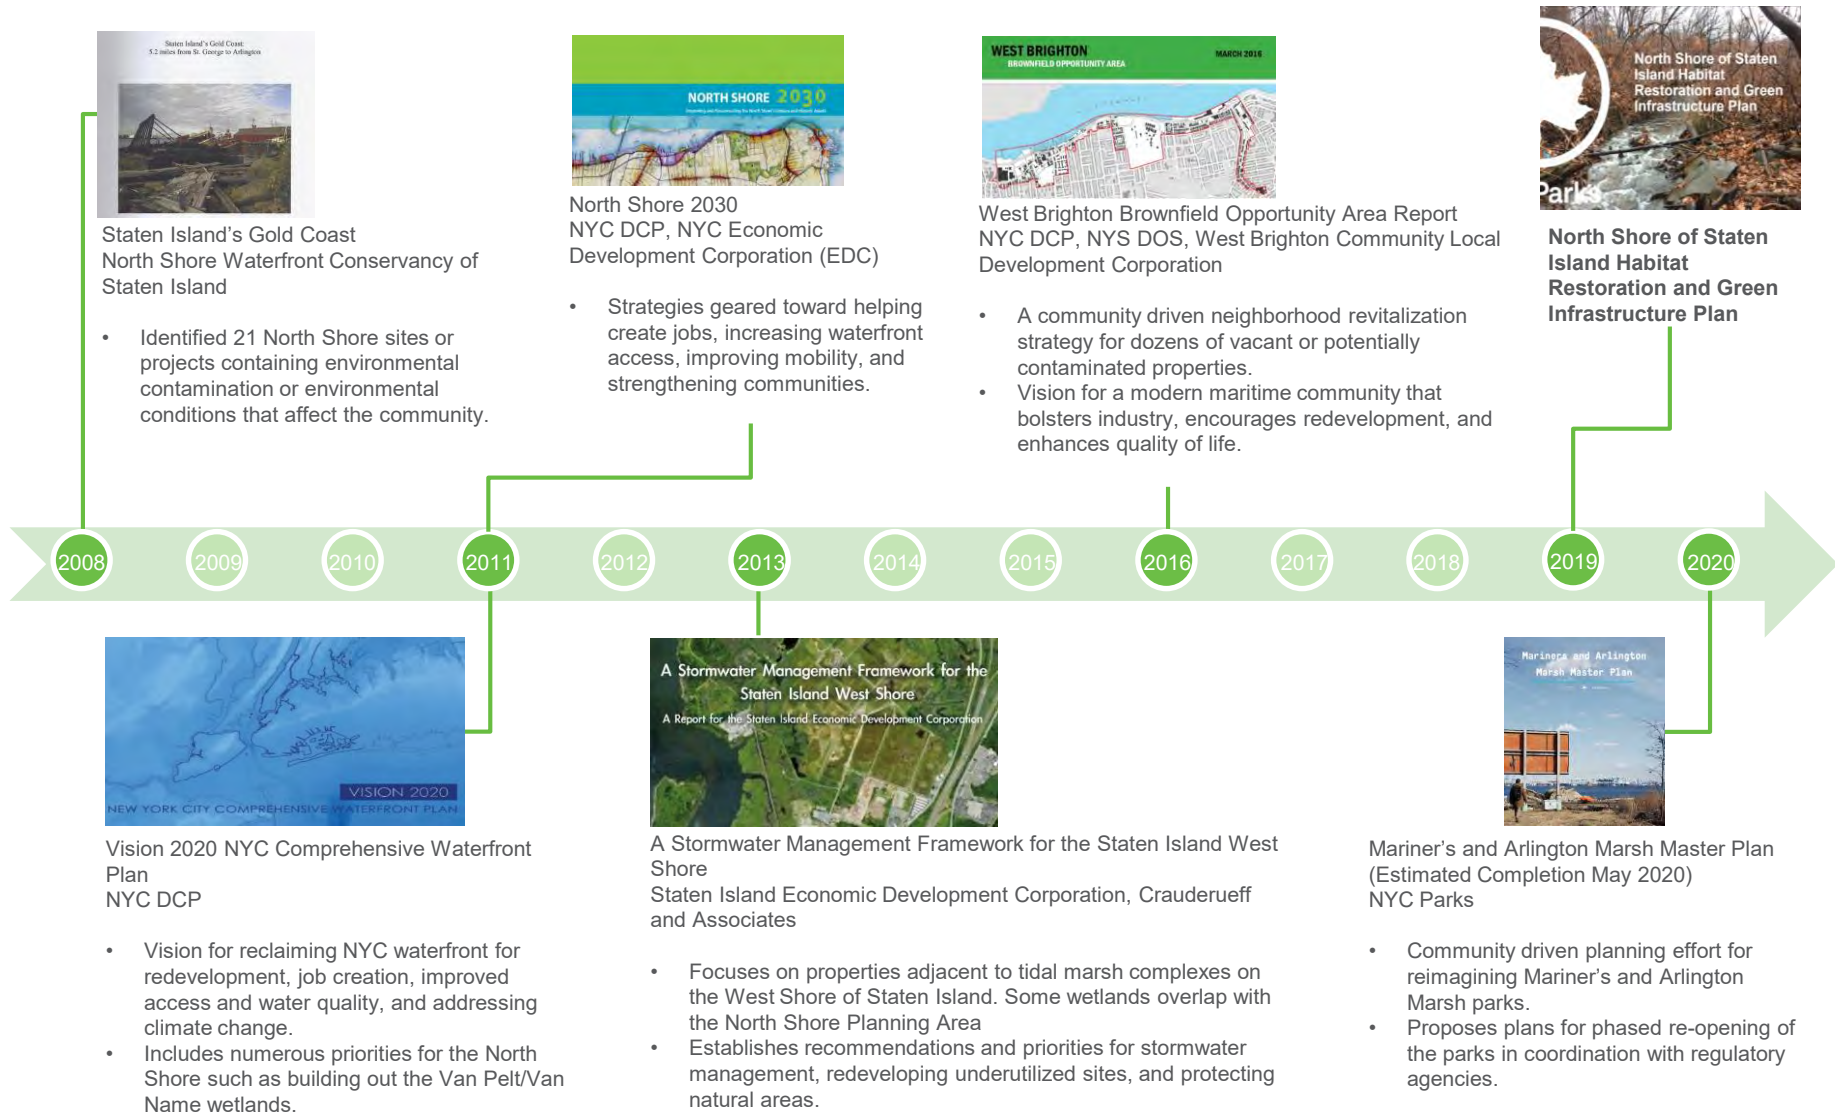 Staten Island's Gold Coast:
5.2 miles from St. George to Arlington
Staten Island's Gold Coast
North Shore Waterfront Conservancy of
Staten Island
• Identified 21 North Shore sites or
projects containing environmental
contamination or environmental
conditions that affect the community.
NORTH SHORE 2030
North Shore 2030
NYC DCP, NYC Economic
Development Corporation (EDC)
• Strategies geared toward helping
create jobs, increasing waterfront
access, improving mobility, and
strengthening communities.
WEST BRIGHTON
BROWNFIELD OPPORTUNITY AREA
MARCH 2016
West Brighton Brownfield Opportunity Area Report
NYC DCP, NYS DOS, West Brighton Community Local
Development Corporation
• A community driven neighborhood revitalization
strategy for dozens of vacant or potentially
contaminated properties.
• Vision for a modern maritime community that
bolsters industry, encourages redevelopment, and
enhances quality of life.
North Shore of Staten
Island Habitat
Restoration and Green
Infrastructure Plan
Parks
North Shore of Staten
Island Habitat
Restoration and Green
Infrastructure Plan
2008 2009 2010 2011 2012 2013 2014 2015 2016 2017 2018 2019 2020
VISION 2020
NEW YORK CITY COMPREHENSIVE WATERFRONT PLAN
Vision 2020 NYC Comprehensive Waterfront
Plan
NYC DCP
• Vision for reclaiming NYC waterfront for
redevelopment, job creation, improved
access and water quality, and addressing
climate change.
• Includes numerous priorities for the North
Shore such as building out the Van Pelt/Van
Name wetlands.
A Stormwater Management Framework for the
Staten Island West Shore
A Report for the Staten Island Economic Development Corporation
A Stormwater Management Framework for the Staten Island West
Shore
Staten Island Economic Development Corporation, Crauderueff
and Associates
• Focuses on properties adjacent to tidal marsh complexes on
the West Shore of Staten Island. Some wetlands overlap with
the North Shore Planning Area
• Establishes recommendations and priorities for stormwater
management, redeveloping underutilized sites, and protecting
natural areas.
Mariners and Arlington
Marsh Master Plan
Mariner's and Arlington Marsh Master Plan
(Estimated Completion May 2020)
NYC Parks
• Community driven planning effort for
reimagining Mariner's and Arlington
Marsh parks.
• Proposes plans for phased re-opening of
the parks in coordination with regulatory
agencies.